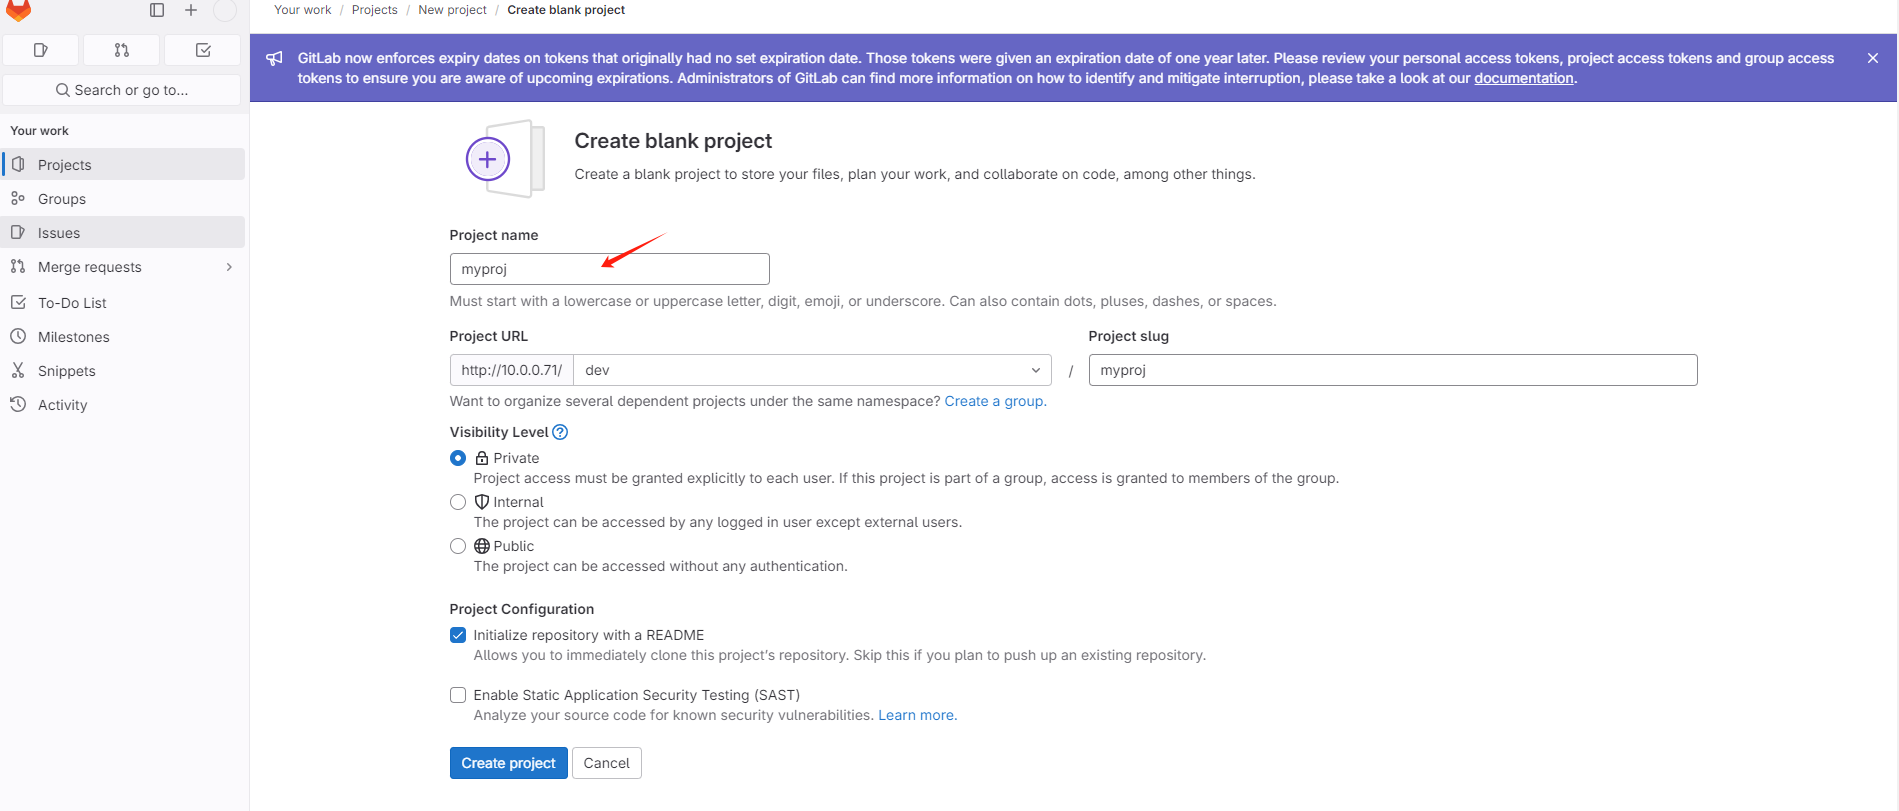 Your work / Projects / New project / Create blank project
GitLab now enforces expiry dates on tokens that originally had no set expiration date. Those tokens were given an expiration date of one year later. Please review your personal access tokens, project access tokens and group access
tokens to ensure you are aware of upcoming expirations. Administrators of GitLab can find more information on how to identify and mitigate interruption, please take a look at our documentation.
Search or go to...
Your work
Projects
Groups
Issues
Merge requests
To-Do List
Milestones
Snippets
Activity
Create blank project
Create a blank project to store your files, plan your work, and collaborate on code, among other things.
Project name
myproj
Must start with a lowercase or uppercase letter, digit, emoji, or underscore. Can also contain dots, pluses, dashes, or spaces.
Project URL
Project slug
http://10.0.0.71/ dev / myproj
Want to organize several dependent projects under the same namespace? Create a group.
Visibility Level
Private
Project access must be granted explicitly to each user. If this project is part of a group, access is granted to members of the group.
Internal
The project can be accessed by any logged in user except external users.
Public
The project can be accessed without any authentication.
Project Configuration
Initialize repository with a README
Allows you to immediately clone this project's repository. Skip this if you plan to push up an existing repository.
Enable Static Application Security Testing (SAST)
Analyze your source code for known security vulnerabilities. Learn more.
Create project
Cancel